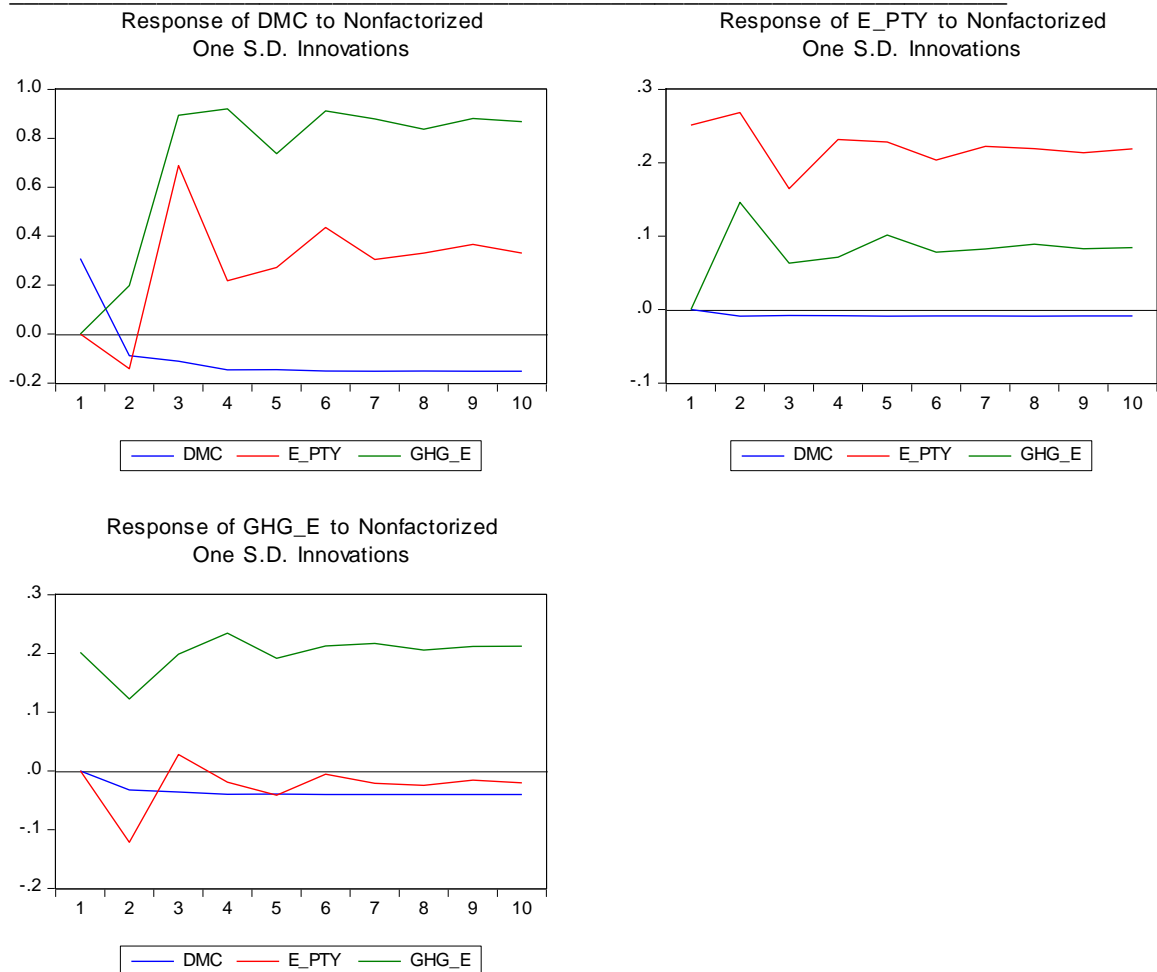 Response of DMC to Nonfactorized
One S.D. Innovations
1.0
0.8
0.6
0.4
0.2
0.0
-0.2
1 2 3 4 5 6 7 8 9 10
DMC E_PTY GHG_E
Response of E_PTY to Nonfactorized
One S.D. Innovations
.3
.2
.1
.0
-.1
1 2 3 4 5 6 7 8 9 10
DMC E_PTY GHG_E
Response of GHG_E to Nonfactorized
One S.D. Innovations
.3
.2
.1
.0
-.1
-.2
1 2 3 4 5 6 7 8 9 10
DMC E_PTY GHG_E